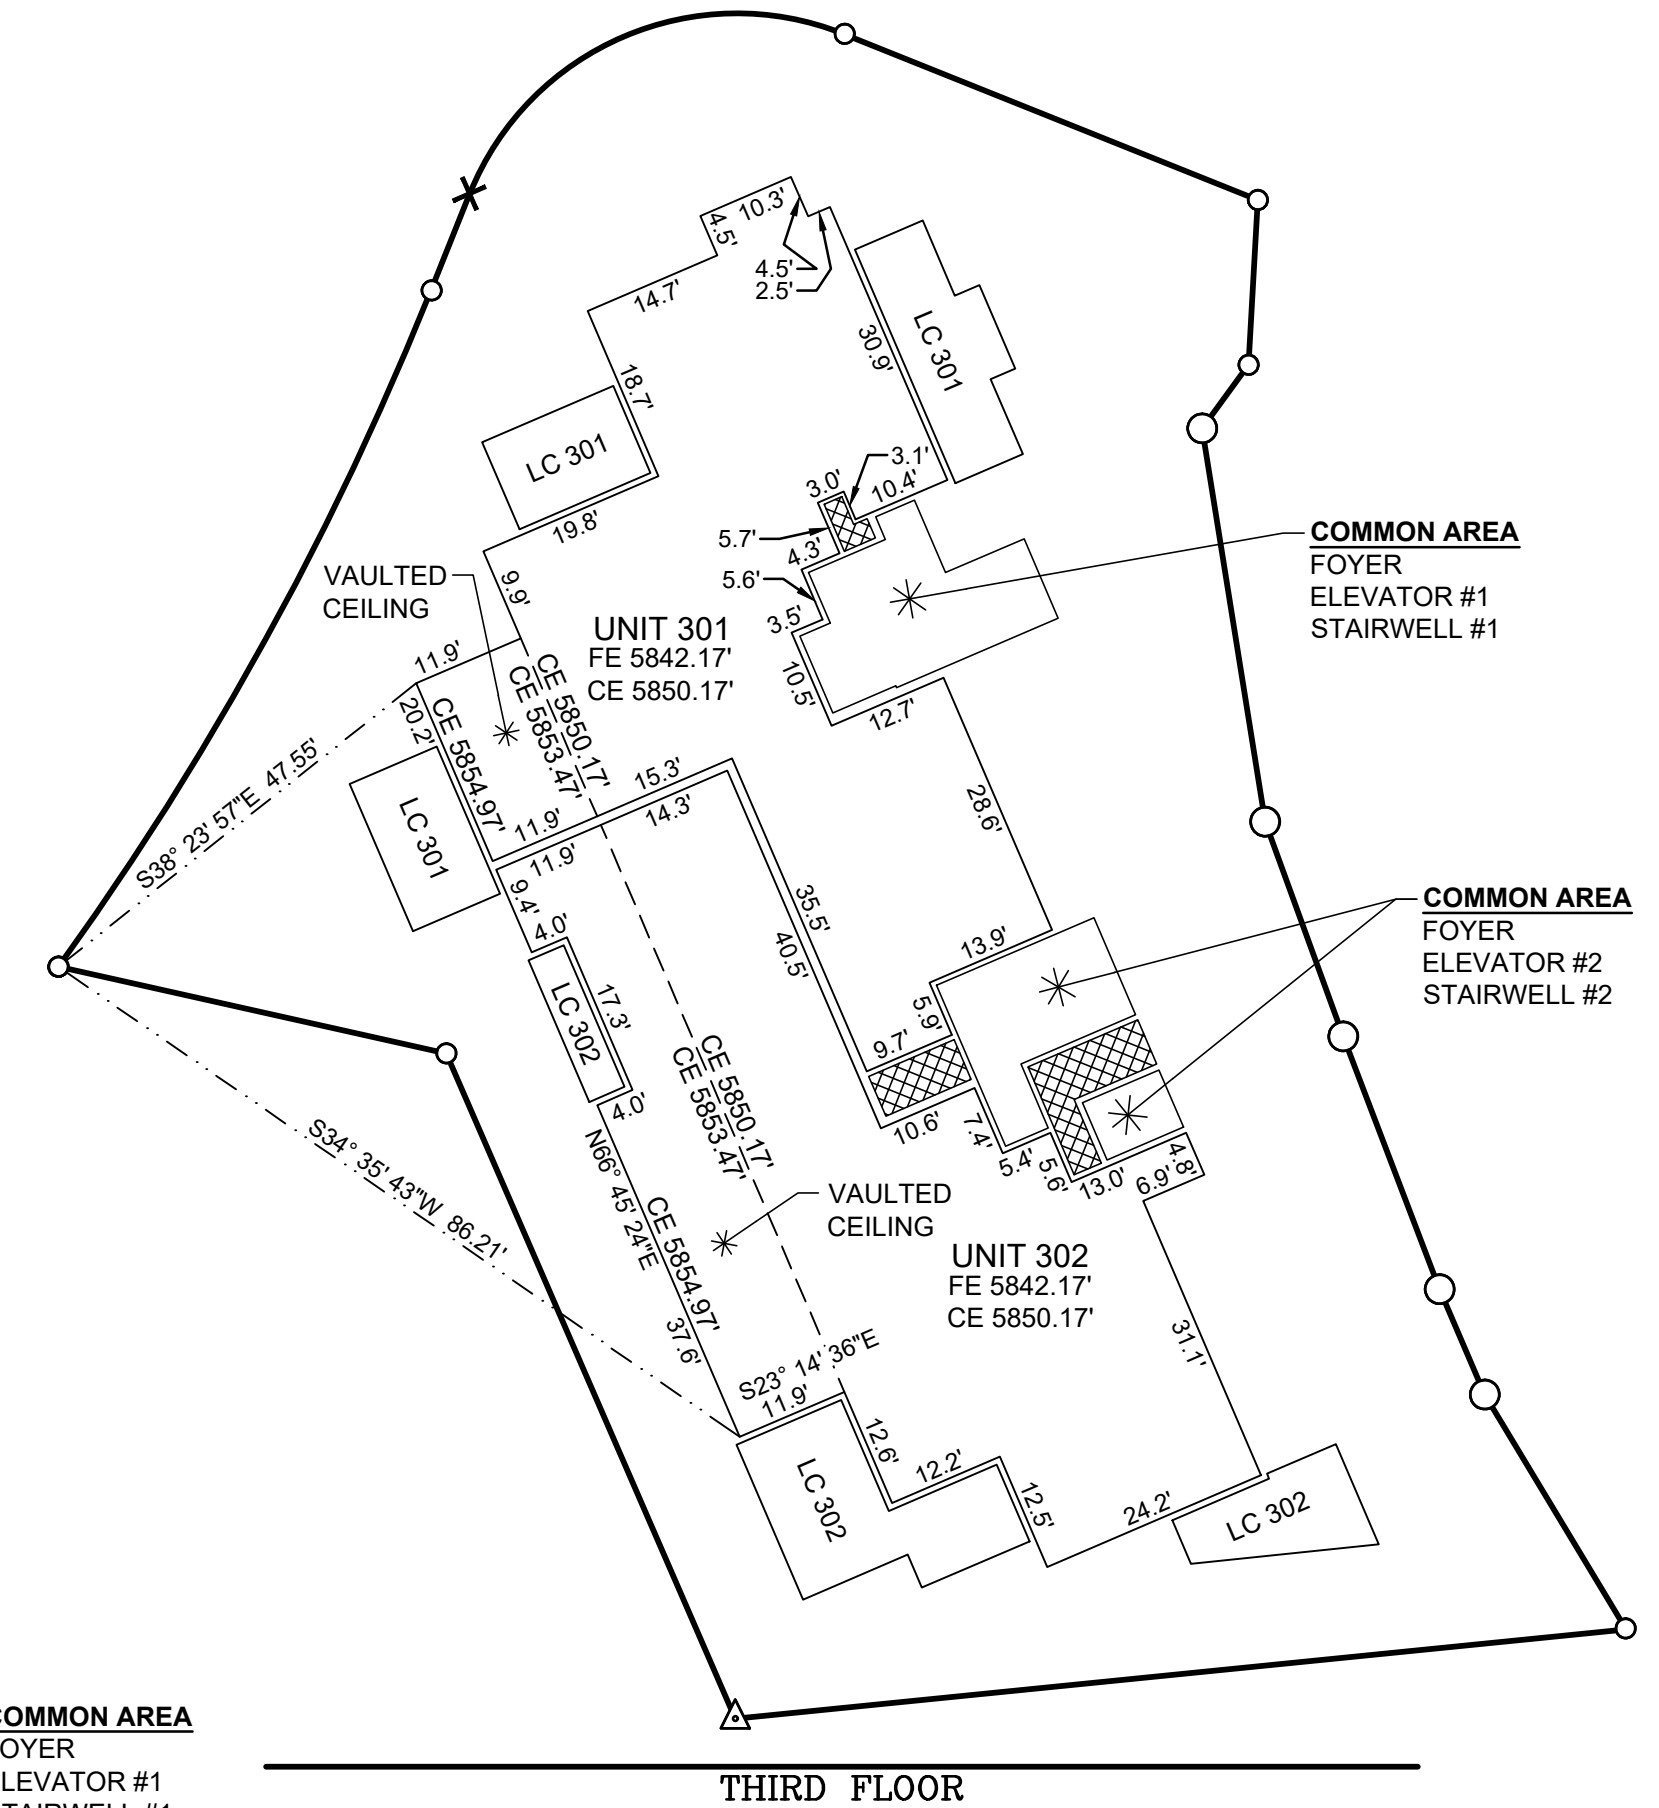 10.3'
4.5'
4.5'
2.5'
14.7'
30.9'
LC 301
18.7'
LC 301
19.8'
3.1'
3.0'
10.4'
5.7'
4.3'
5.6'
3.5'
COMMON AREA
FOYER
ELEVATOR #1
STAIRWELL #1
VAULTED
CEILING
9.9'
UNIT 301
FE 5842.17'
CE 5850.17'
11.9'
10.5'
12.7'
CE 5850.17'
CE 5853.47'
20.2'
CE 5854.97'
S38° 23' 57"E 47.55'
LC 301
15.3'
14.3'
11.9'
11.9'
28.6'
9.4'
4.0'
35.5'
40.5'
COMMON AREA
FOYER
ELEVATOR #2
STAIRWELL #2
13.9'
5.9'
9.7'
17.3'
LC 302
4.0'
CE 5850.17'
CE 5853.47'
10.6'
7.4'
5.4'
5.6'
13.0'
4.8'
6.9'
N66° 45' 24"E
CE 5854.97'
37.6'
S34° 35' 43"W 86.21'
VAULTED
CEILING
UNIT 302
FE 5842.17'
CE 5850.17'
31.1'
S23° 14' 36"E
11.9'
12.6'
12.2'
12.5'
24.2'
LC 302
LC 302
COMMON AREA
OYER
LEVATOR #1
TAIRWELL #1
THIRD FLOOR